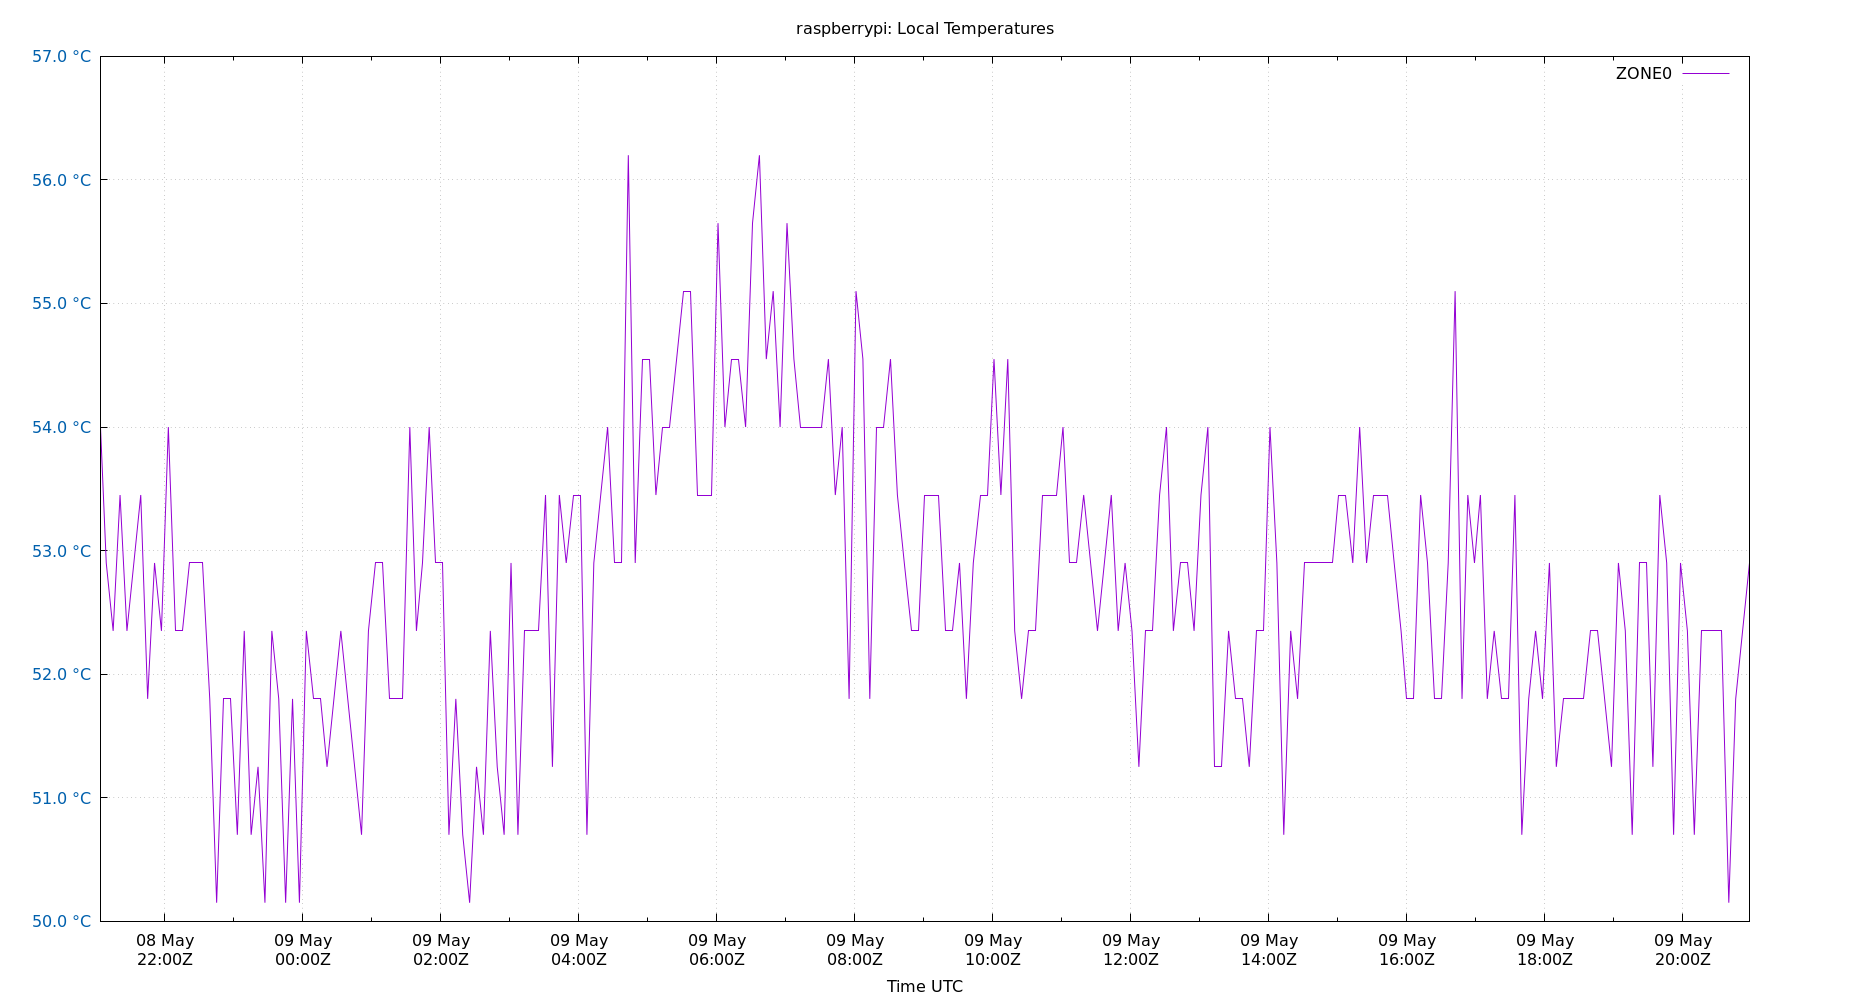 raspberrypi: Local Temperatures
57.0 °C
ZONE0
56.0 °C
55.0 °C
54.0 °C
53.0 °C
52.0 °C
51.0 °C
50.0 °C
08 May 09 May 09 May 09 May 09 May 09 May 09 May 09 May 09 May 09 May 09 May 09 May
22:00Z 00:00Z 02:00Z 04:00Z 06:00Z 08:00Z 10:00Z 12:00Z 14:00Z 16:00Z 18:00Z 20:00Z
Time UTC